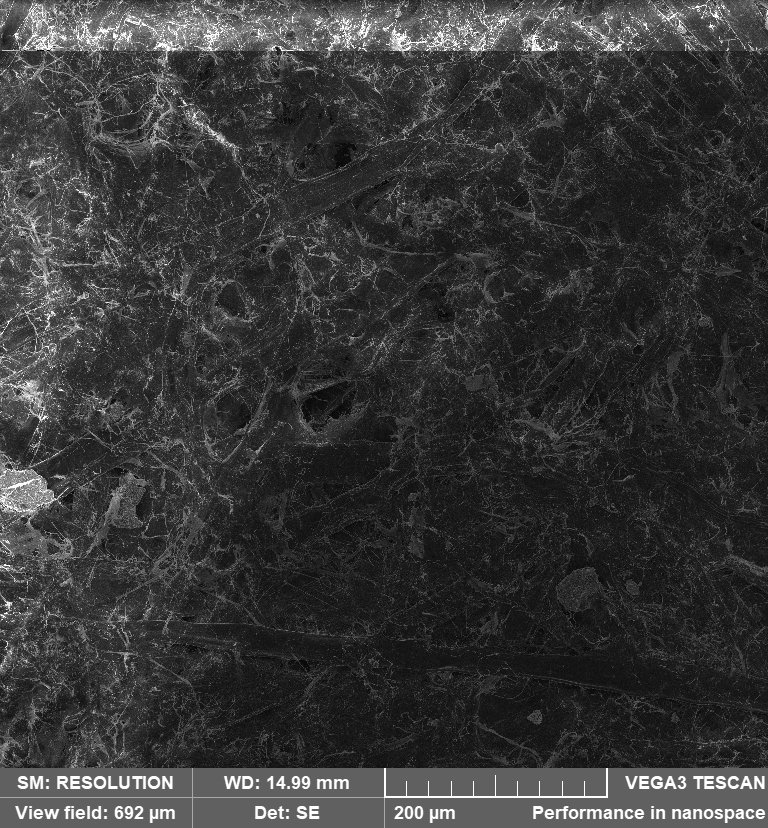 SM: RESOLUTION WD: 14.99 mm VEGA3 TESCAN
View field: 692 µm Det: SE 200 µm Performance in nanospace